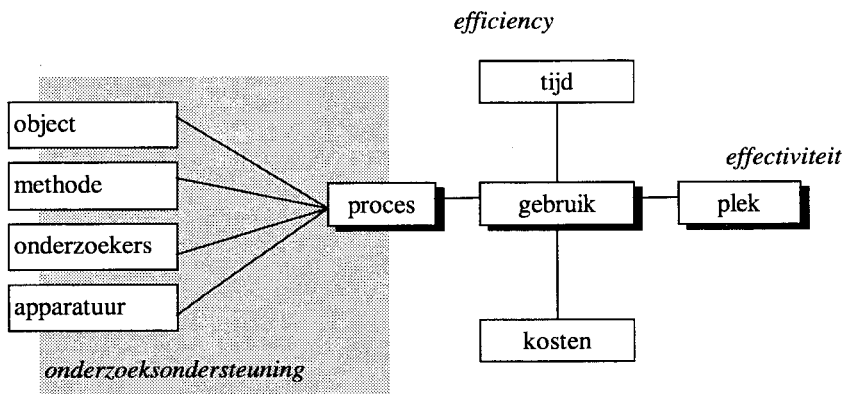 efficiency
tijd
object
effectiviteit
methode
proces
gebruik
plek
onderzoekers
apparatuur
kosten
onderzoeksondersteuning